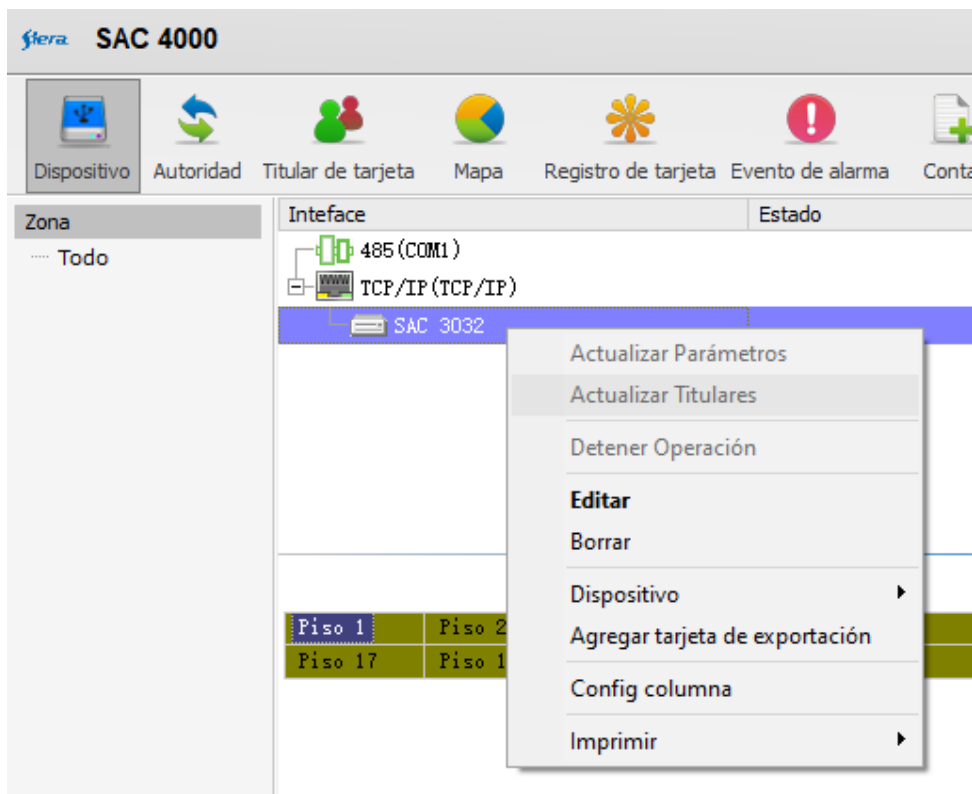 sfera SAC 4000
Dispositivo Autoridad Titular de tarjeta Mapa Registro de tarjeta Evento de alarma Conta
Zona
Todo
Inteface Estado
485(COM1)
TCP/IP(TCP/IP)
SAC 3032
Actualizar Parámetros
Actualizar Titulares
Detener Operación
Editar
Borrar
Dispositivo
Agregar tarjeta de exportación
Config columna
Imprimir
Piso 1 Piso 2
Piso 17 Piso 1